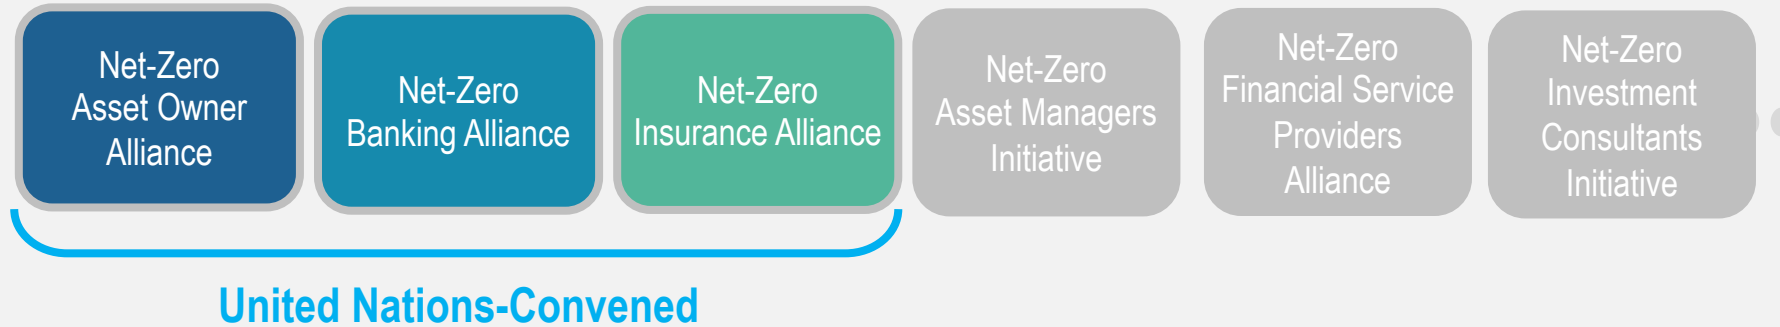 Net-Zero
Asset Owner
Alliance
Net-Zero
Banking Alliance
Net-Zero
Insurance Alliance
Net-Zero
Asset Managers
Initiative
Net-Zero
Financial Service
Providers
Alliance
Net-Zero
Investment
Consultants
Initiative
United Nations-Convened